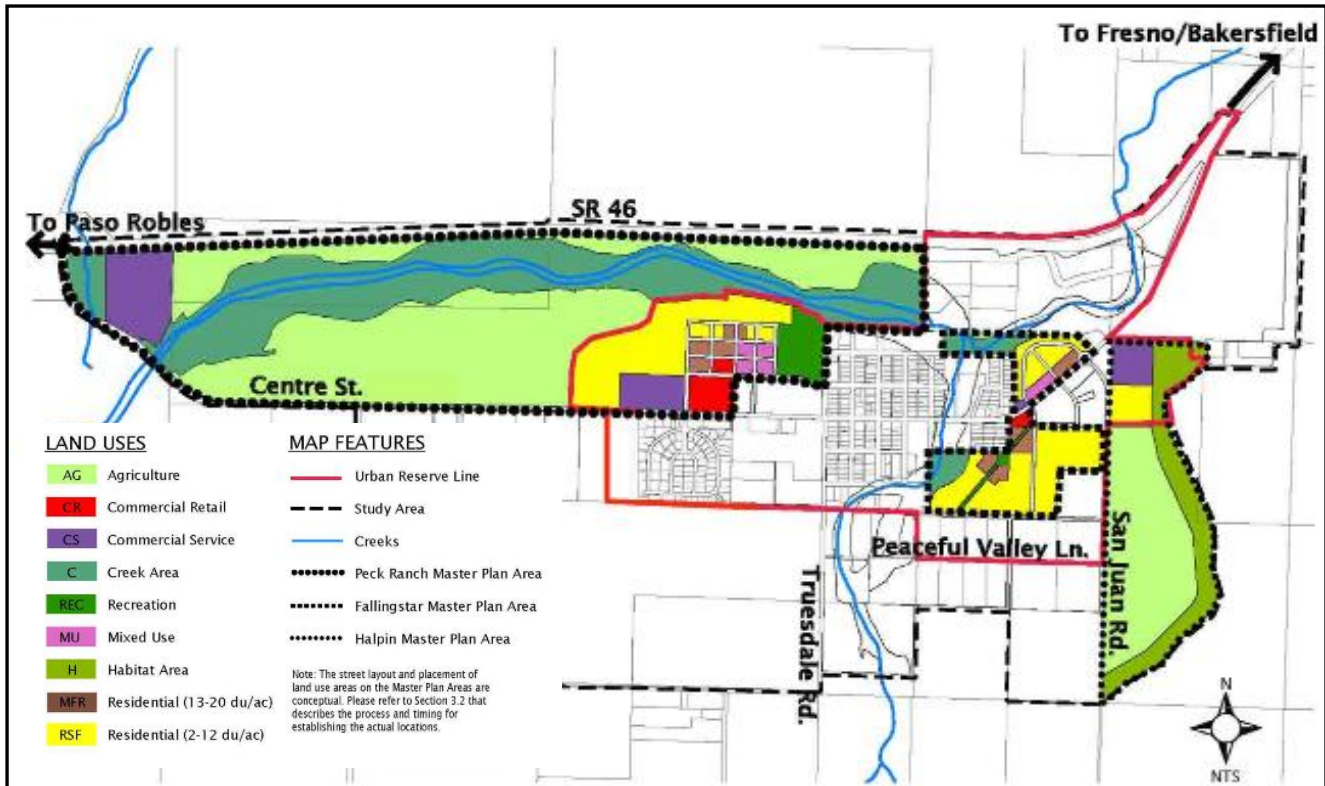 To Fresno/Bakersfield
SR 46
To Paso Robles
Centre St.
Peaceful Valley Ln.
Truesdale Rd.
San Juan Rd.
LAND USES
AG Agriculture
CR Commercial Retail
CS Commercial Service
C Creek Area
REC Recreation
MU Mixed Use
H Habitat Area
MFR Residential (13-20 du/ac)
RSF Residential (2-12 du/ac)
MAP FEATURES
Urban Reserve Line
Study Area
Creeks
Peck Ranch Master Plan Area
Fallingstar Master Plan Area
Halpin Master Plan Area
Note: The street layout and placement of
land use areas on the Master Plan Areas are
conceptual. Please refer to Section 3.2 that
describes the process and timing for
establishing the actual locations.
N
NTS